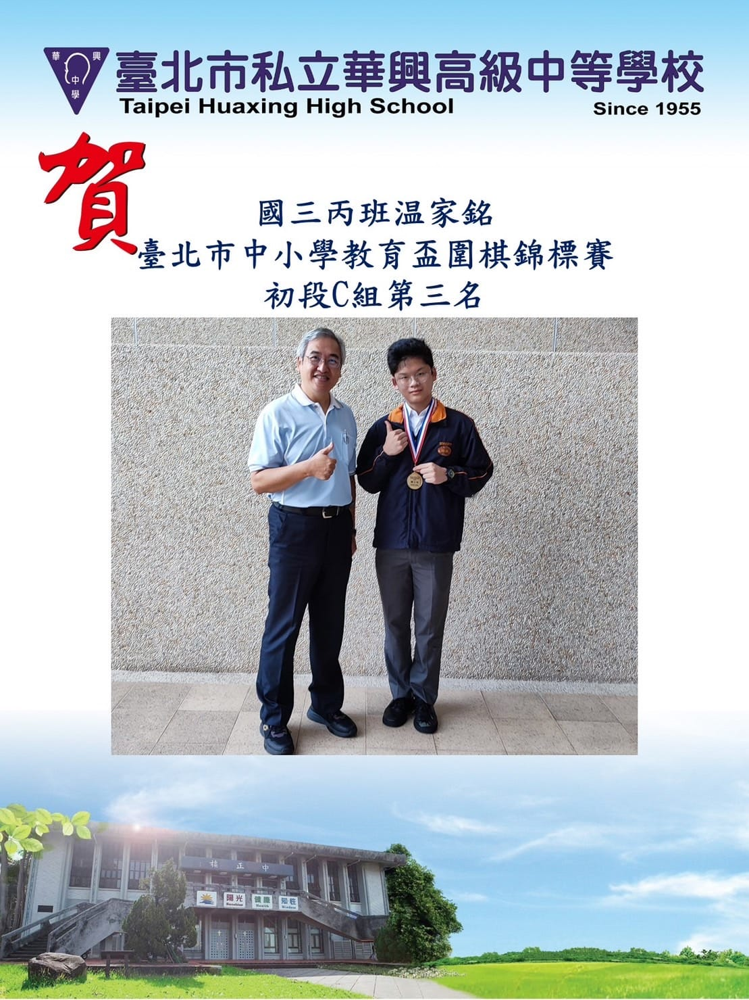 華興
中學
臺北市私立華興高級中等學校
Taipei Huaxing High School
Since 1955
賀
國三丙班温家銘
臺北市中小學教育盃圍棋錦標賽
初段C組第三名
樓正中
陽光 健康
Sunshine Health